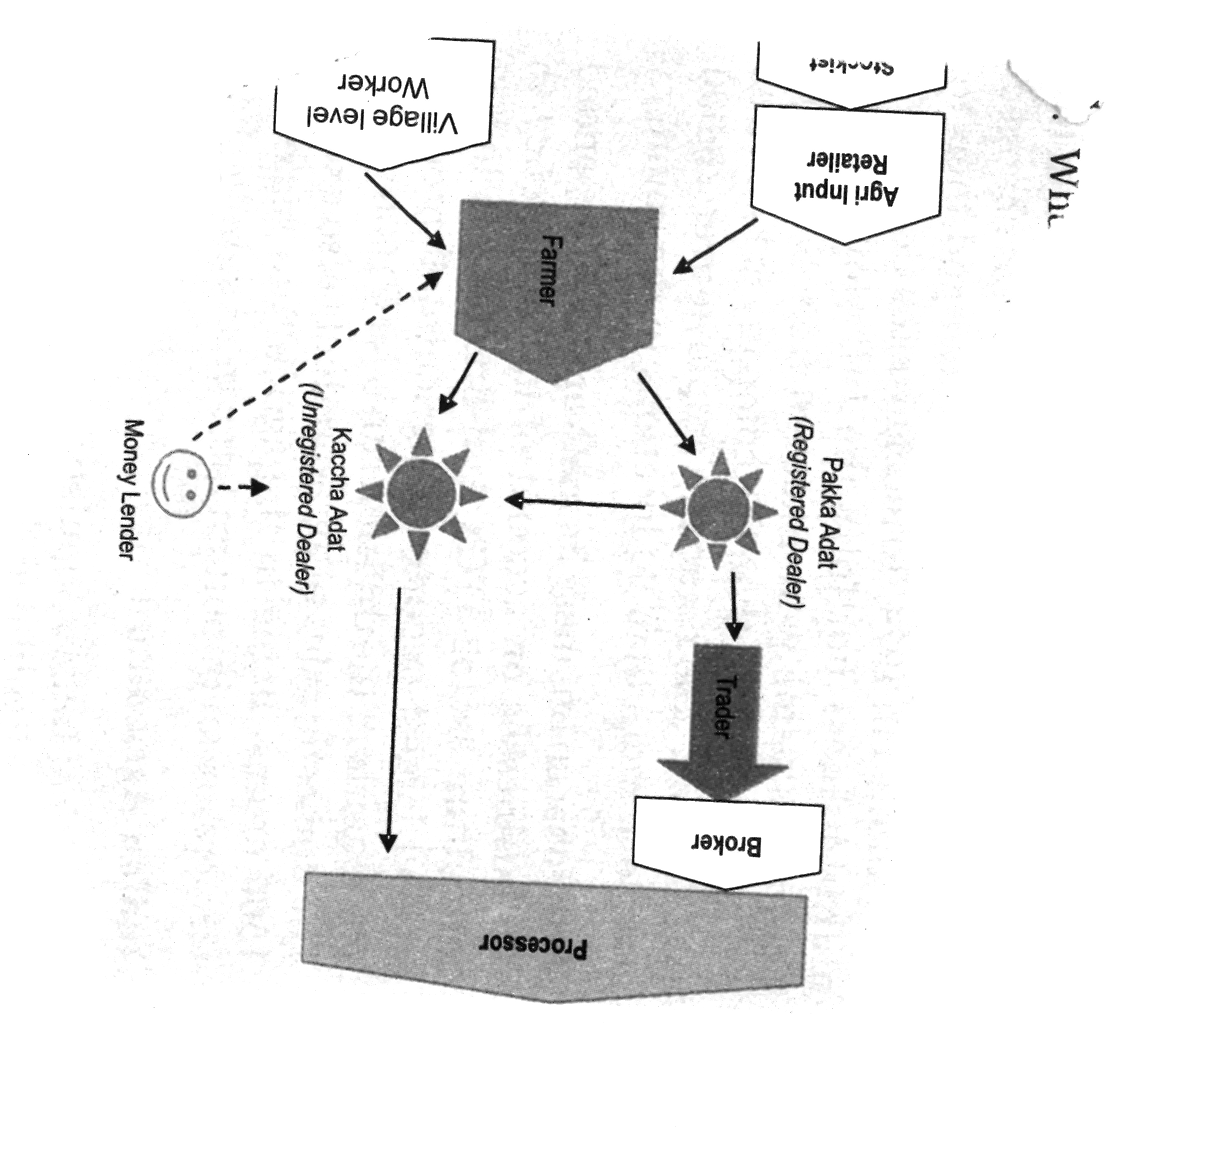 Stockist
Agri Input
Retailer
Village level
Worker
Farmer
Pakka Adat
(Registered Dealer)
Kaccha Adat
(Unregistered Dealer)
Money Lender
Trader
Broker
Processor